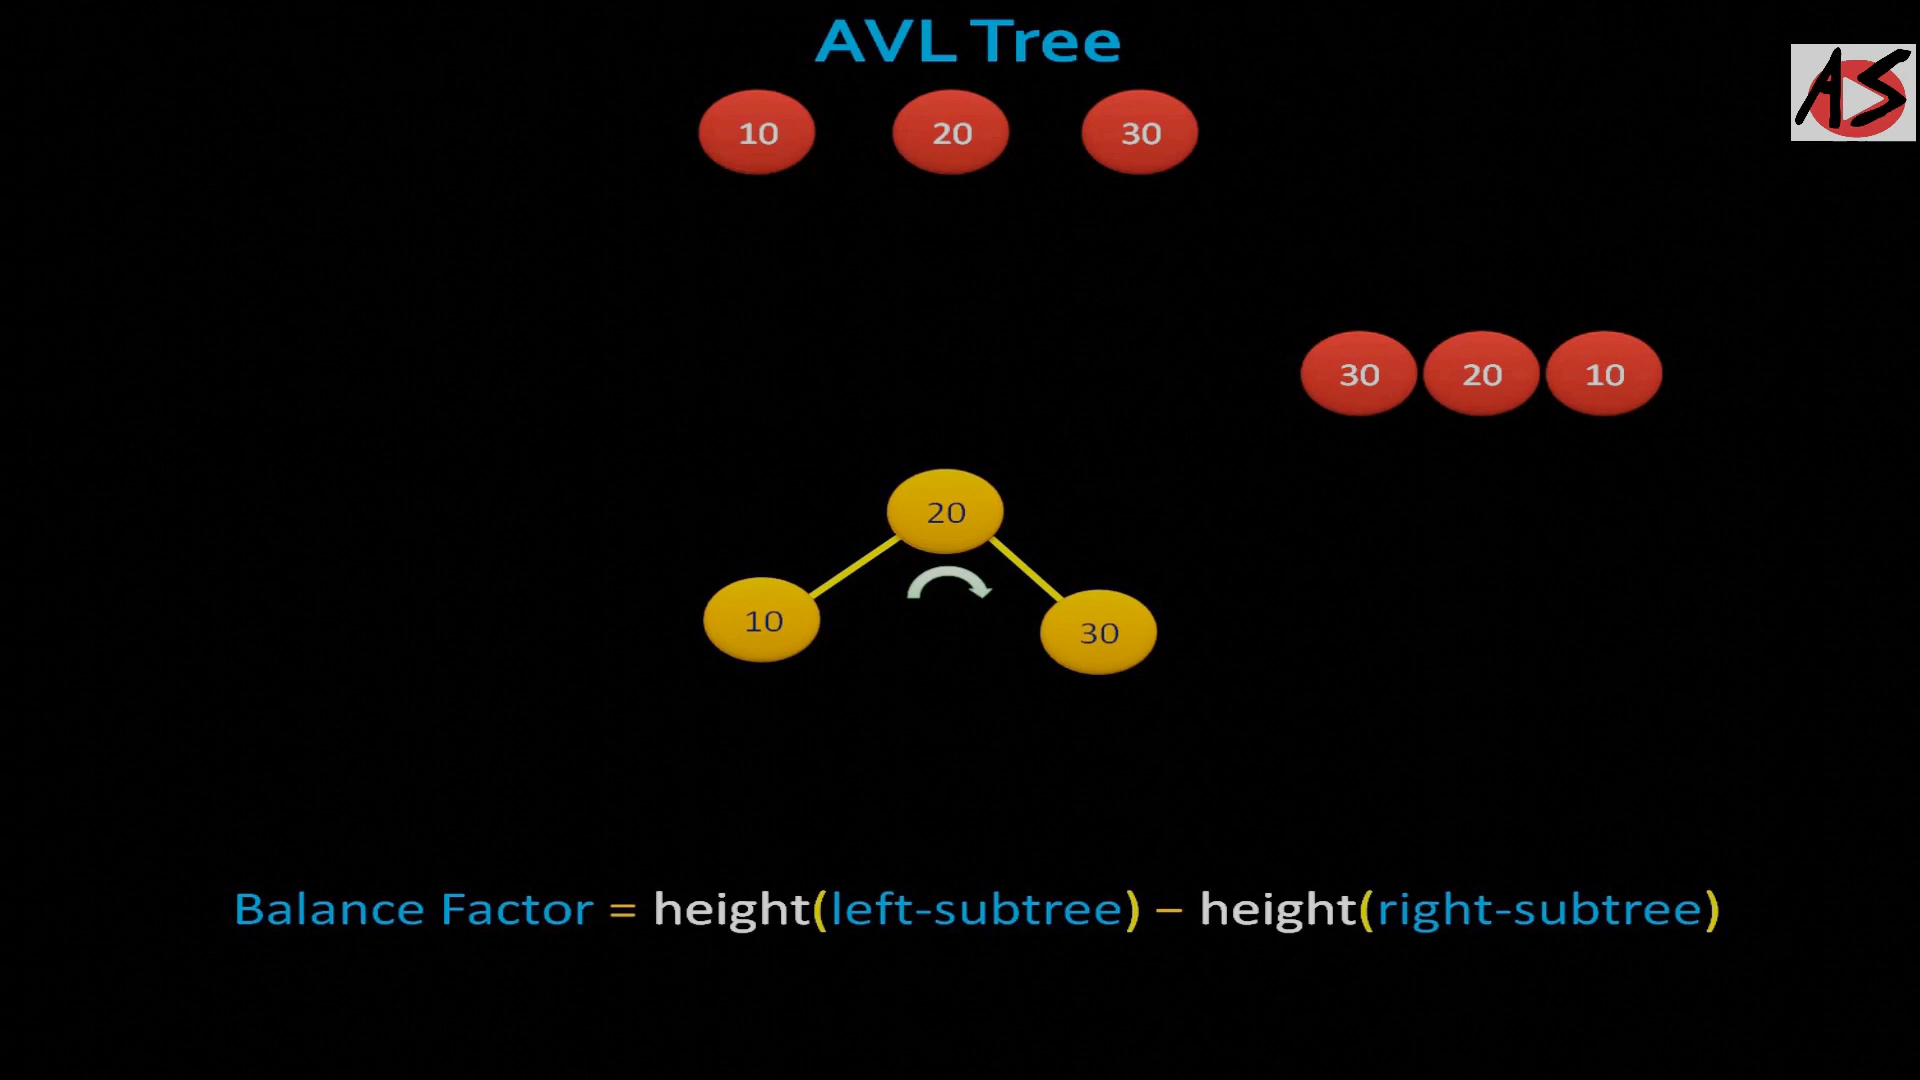 AVL Tree
AS
10 20 30
30 20 10
20
10
30
Balance Factor = height(left-subtree) – height(right-subtree)